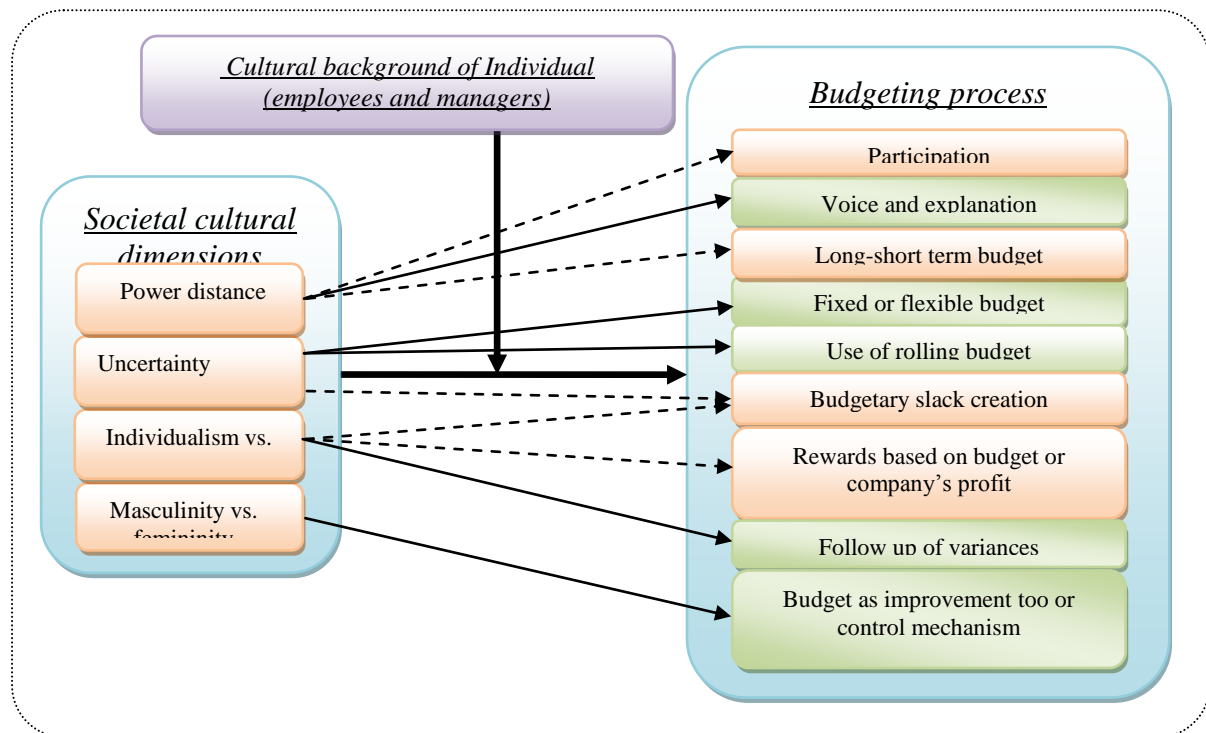 Cultural background of Individual
(employees and managers)
Societal cultural
dimensions
Power distance
Uncertainty
Individualism vs.
Masculinity vs.
femininity
Budgeting process
Participation
Voice and explanation
Long-short term budget
Fixed or flexible budget
Use of rolling budget
Budgetary slack creation
Rewards based on budget or
company’s profit
Follow up of variances
Budget as improvement too or
control mechanism